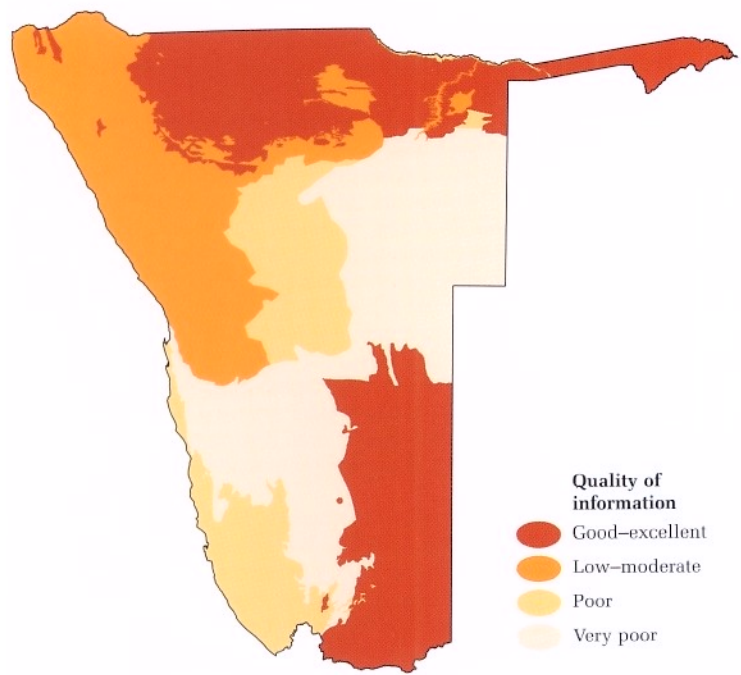 Quality of
information
Good–excellent
Low–moderate
Poor
Very poor